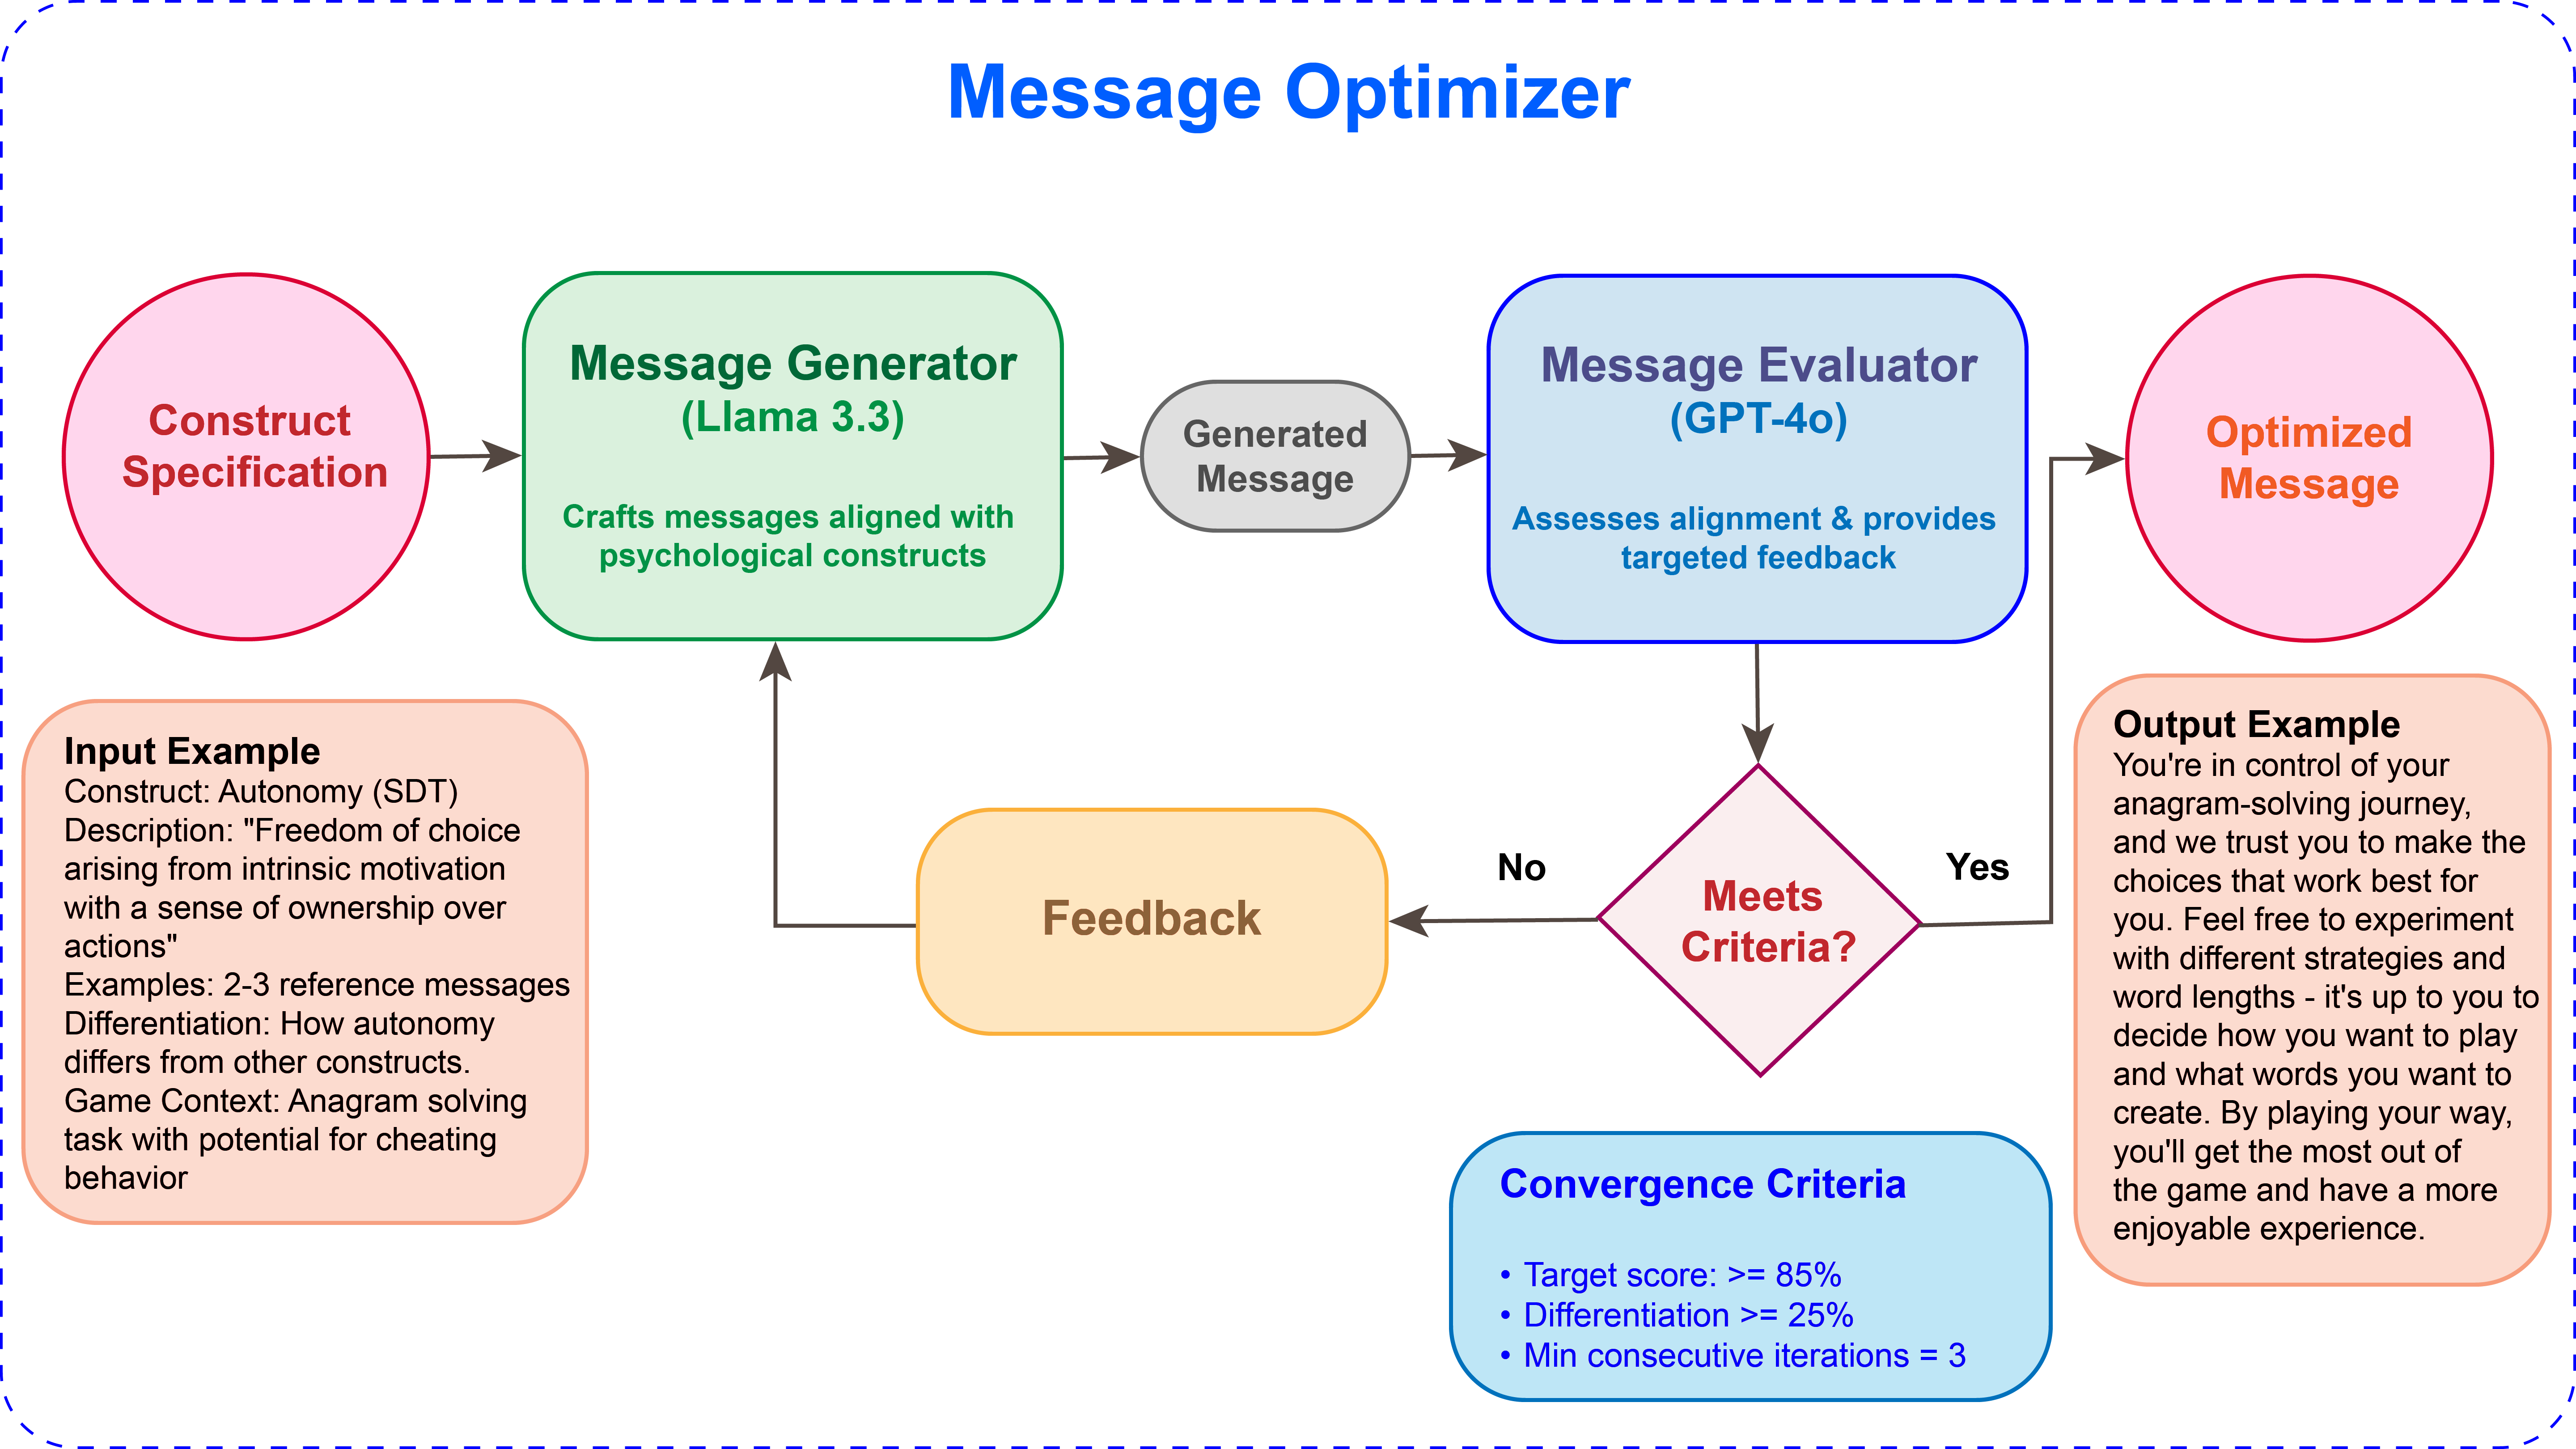 Message Optimizer
Construct
Specification
Message Generator
(Llama 3.3)
Crafts messages aligned with
psychological constructs
Generated
Message
Message Evaluator
(GPT-4o)
Assesses alignment & provides
targeted feedback
Optimized
Message
Input Example
Construct: Autonomy (SDT)
Description: "Freedom of choice
arising from intrinsic motivation
with a sense of ownership over
actions"
Examples: 2-3 reference messages
Differentiation: How autonomy
differs from other constructs.
Game Context: Anagram solving
task with potential for cheating
behavior
Feedback
No
Meets
Criteria?
Yes
Convergence Criteria
• Target score: >= 85%
• Differentiation >= 25%
• Min consecutive iterations = 3
Output Example
You're in control of your
anagram-solving journey,
and we trust you to make the
choices that work best for
you. Feel free to experiment
with different strategies and
word lengths - it's up to you to
decide how you want to play
and what words you want to
create. By playing your way,
you'll get the most out of
the game and have a more
enjoyable experience.